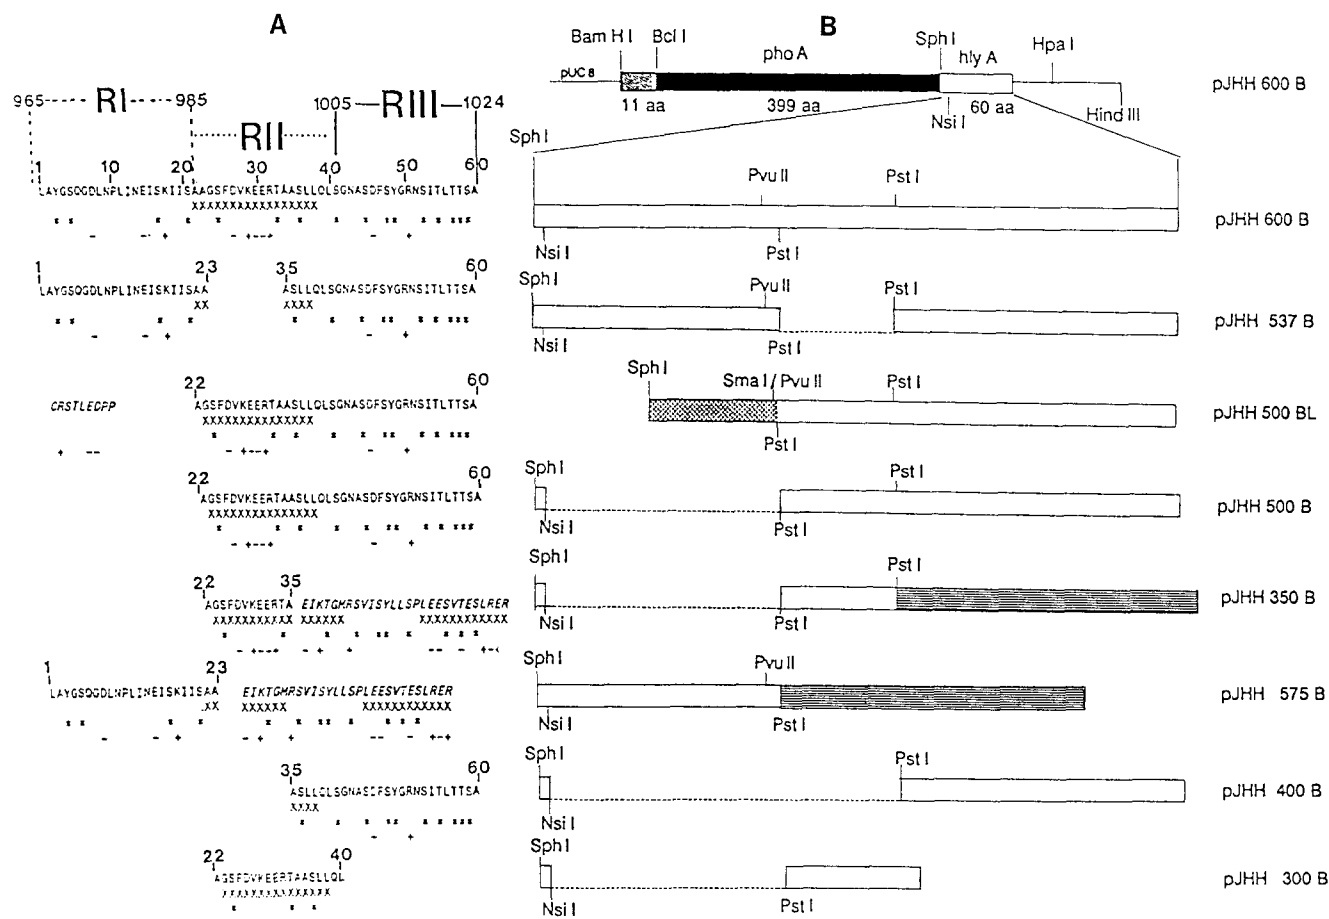 A
965 RI 985 1005 RIII 1024
RII
1 10 20 30 40 50 60
LAYGSQGDLNPLINEISKIISAAGSFDVKEERTAASLLQLSGNASDFSYGRNSITLTTSA
XXXXXXXXXXXXXXXXX
1 23 35 60
LAYGSQGDLNPLINEISKIISAA ASLLQLSGNASDFSYGRNSITLTTSA
XX XXXX
22 60
CRSTLEDPP AGSFDVKEERTAASLLQLSGNASDFSYGRNSITLTTSA
XXXXXXXXXXXXXXXX
22 60
AGSFDVKEERTAASLLQLSGNASDFSYGRNSITLTTSA
XXXXXXXXXXXXXXXX
22 35
AGSFDVKEERTA EIKTGMRSVISYLLSPLEESVTESLRER
1 23
LAYGSQGDLNPLINEISKIISAA EIKTGMRSVISYLLSPLEESVTESLRER
35 60
ASLLQLSGNASDFSYGRNSITLTTSA
XXXX
22 40
AGSFDVKEERTAASLLQL
B
Bam H I Bcl I pho A Sph I hly A Hpa I
pUC 8 pJHH 600 B
11 aa 399 aa 60 aa
Nsi I Hind III
Sph I
Pvu II Pst I
pJHH 600 B
Nsi I Pst I
Sph I Pvu II Pst I
pJHH 537 B
Nsi I Pst I
Sph I Sma I / Pvu II Pst I
pJHH 500 BL
Pst I
Sph I Pst I
pJHH 500 B
Nsi I Pst I
Sph I Pst I
pJHH 350 B
Nsi I Pst I
Sph I Pvu II
pJHH 575 B
Nsi I Pst I
Sph I Pst I
pJHH 400 B
Nsi I
Sph I
pJHH 300 B
Nsi I Pst I